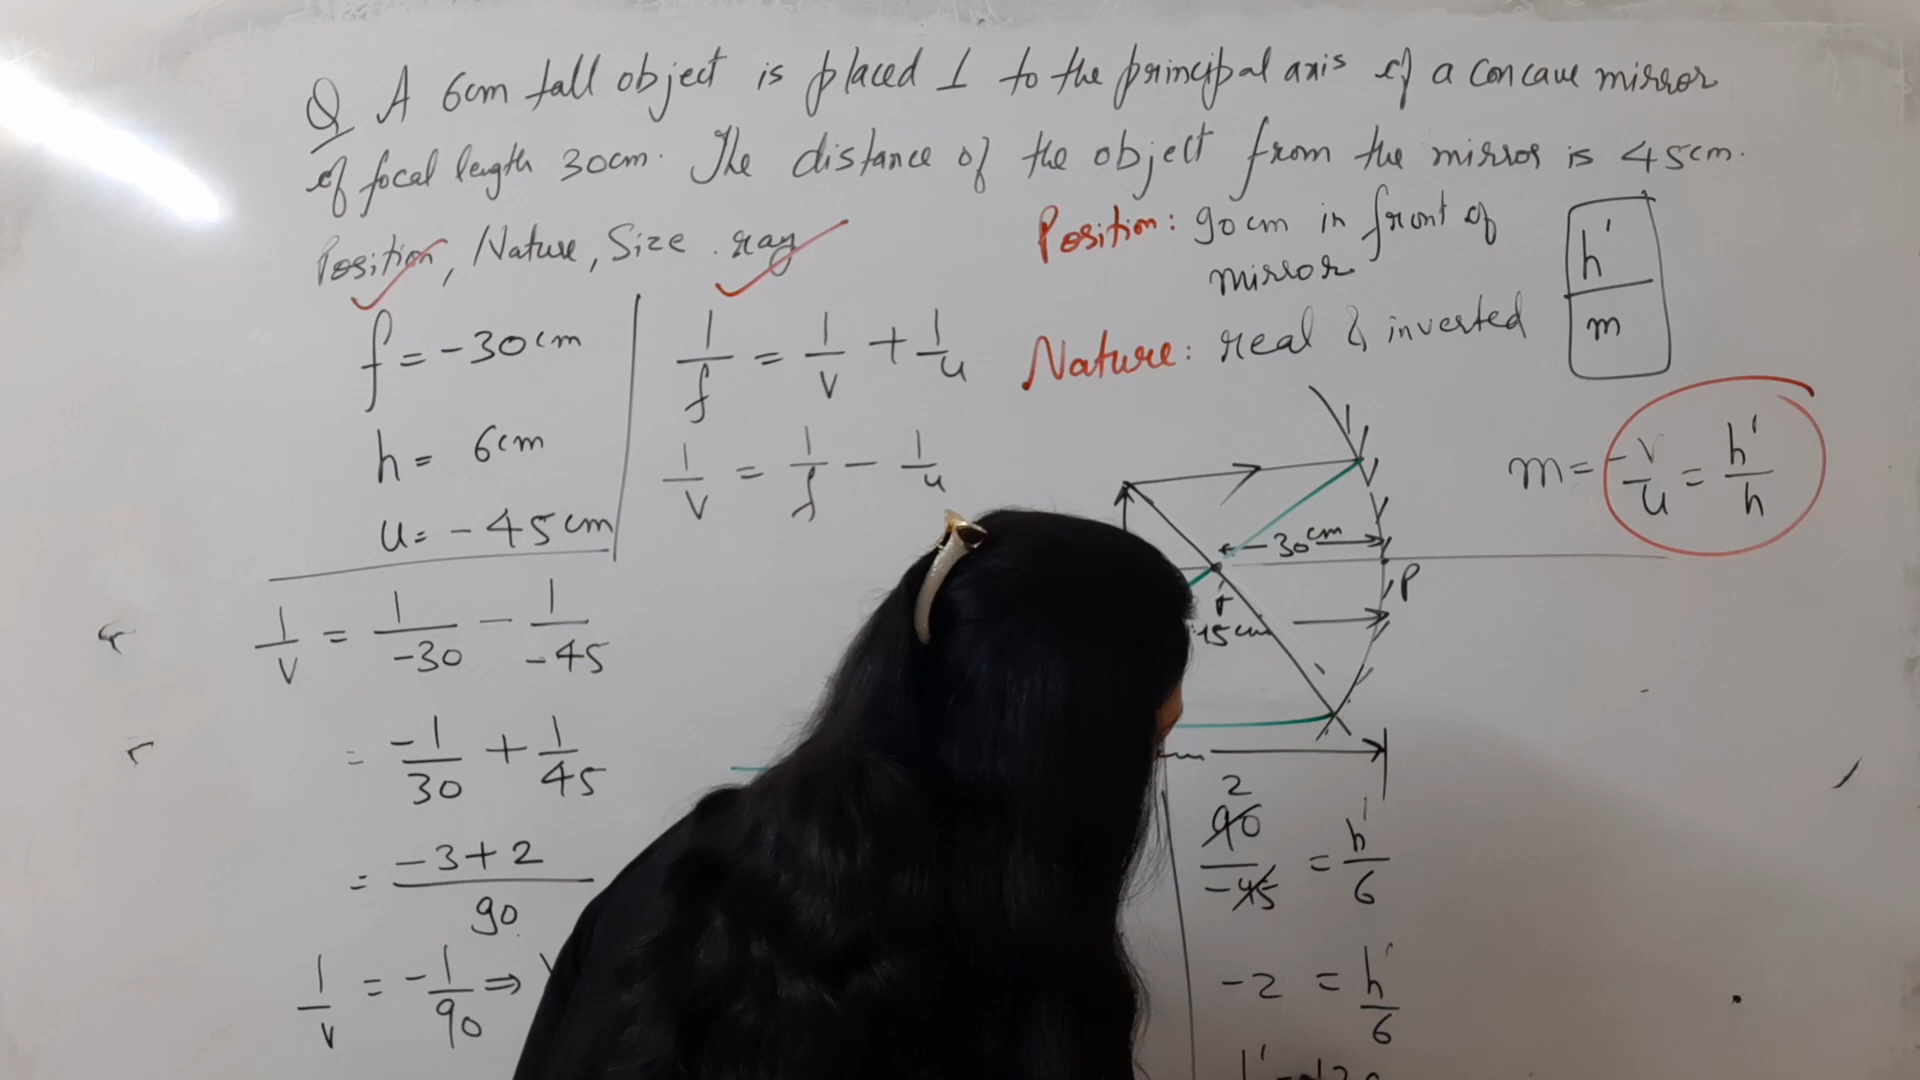 Q A 6cm tall object is placed ⊥ to the principal axis of a concave mirror
of focal length 30cm. The distance of the object from the mirror is 45cm.
Position, Nature, Size. ray
f = -30cm
h = 6cm
u = -45cm
1/f = 1/v + 1/u
1/v = 1/f - 1/u
1/v = 1/-30 - 1/-45
= -1/30 + 1/45
= -3+2/90
1/v = -1/90 ⇒
Position: 90cm in front of
mirror
Nature: real & inverted
h'
m
m = -v/u = h'/h
30cm
P
15cm
2
90/-45 = h'/6
-2 = h'/6